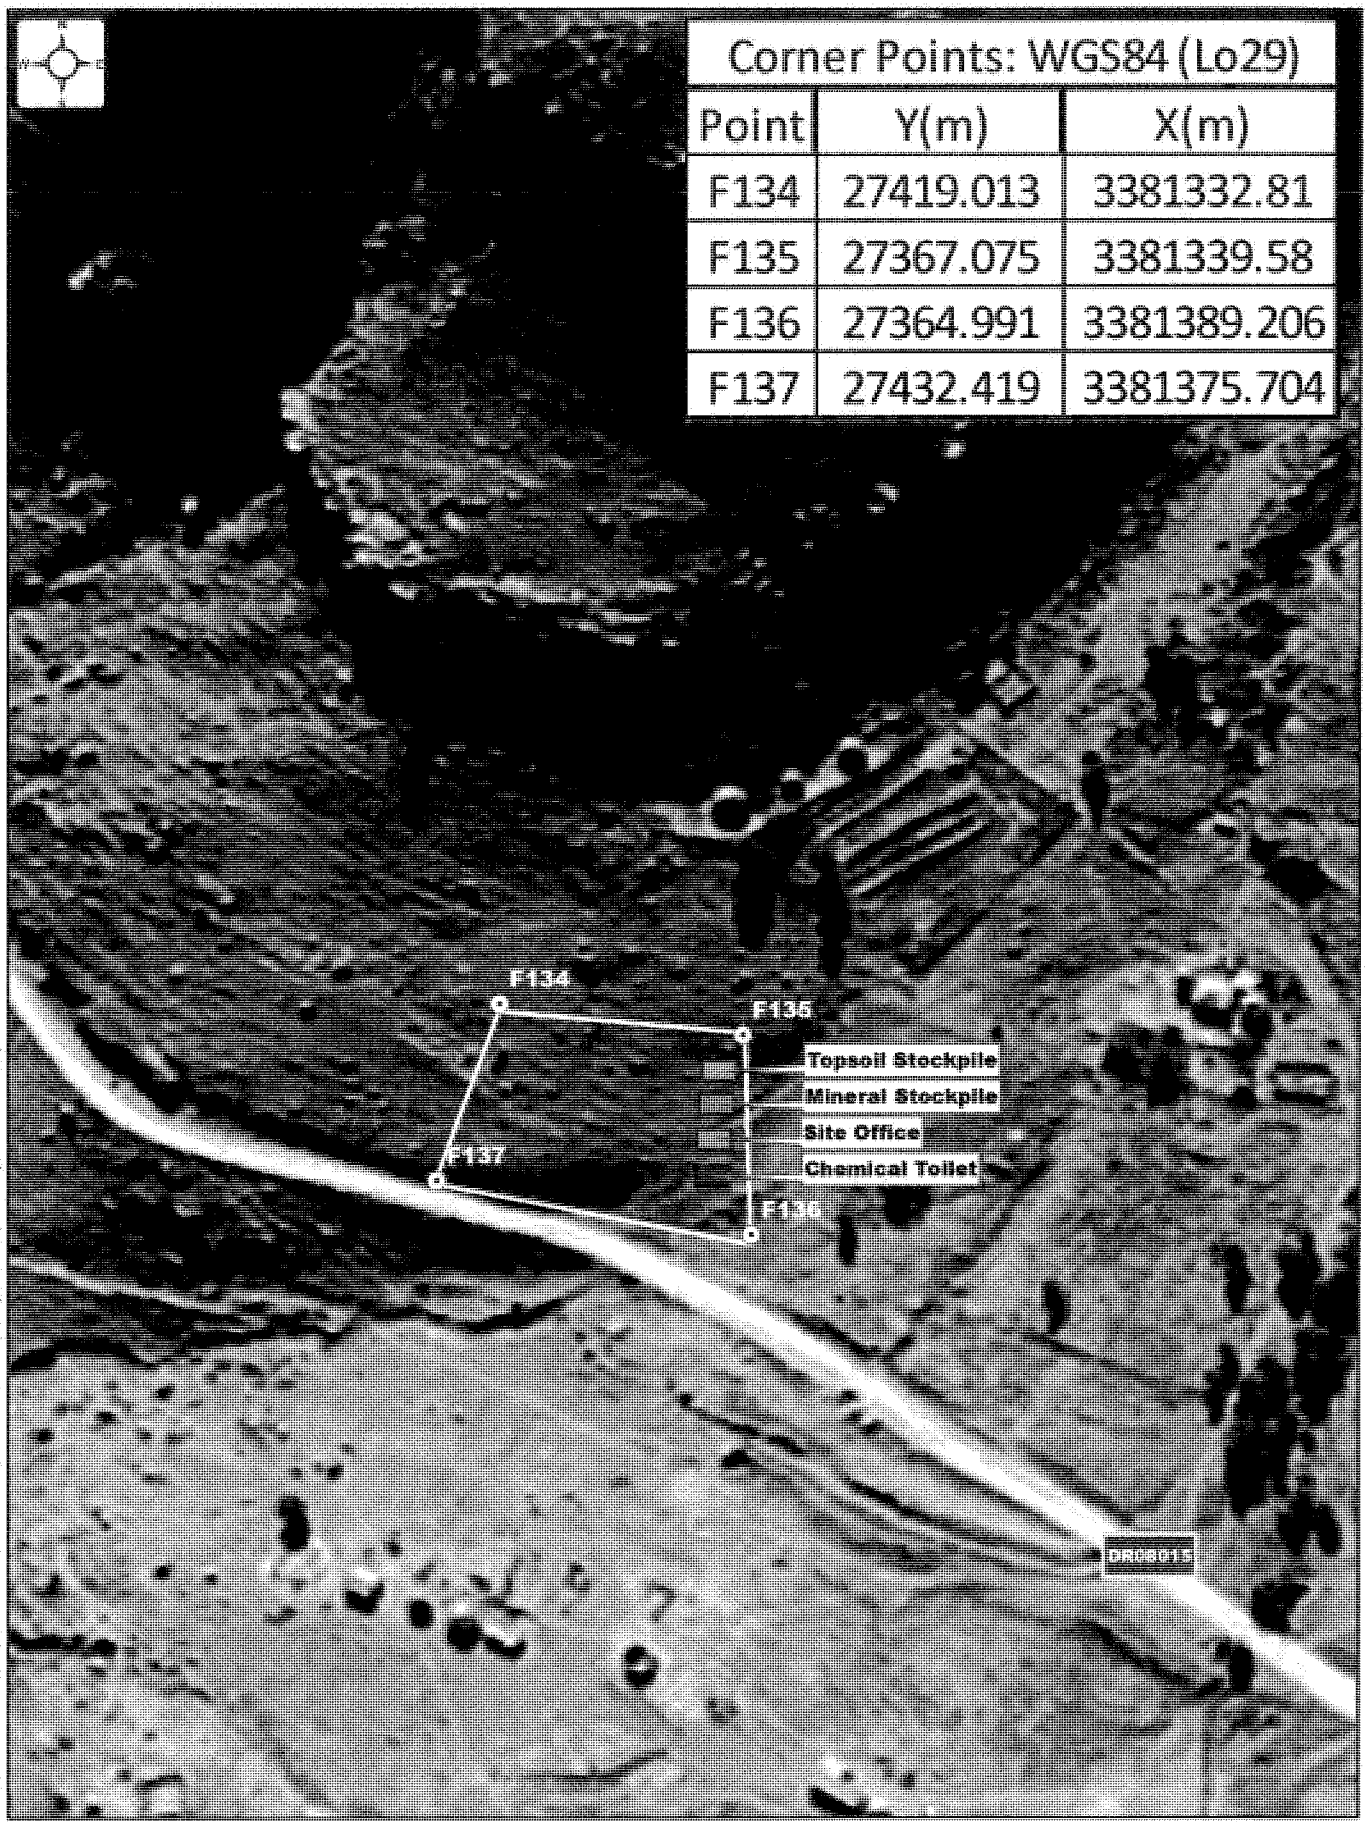 N
W
E
Corner Points: WGS84 (Lo29)
Point Y(m) X(m)
F134 27419.013 3381332.81
F135 27367.075 3381339.58
F136 27364.991 3381389.206
F137 27432.419 3381375.704
F134
F135
Topsoil Stockpile
Mineral Stockpile
Site Office
F137
Chemical Toilet
F136
DR08015